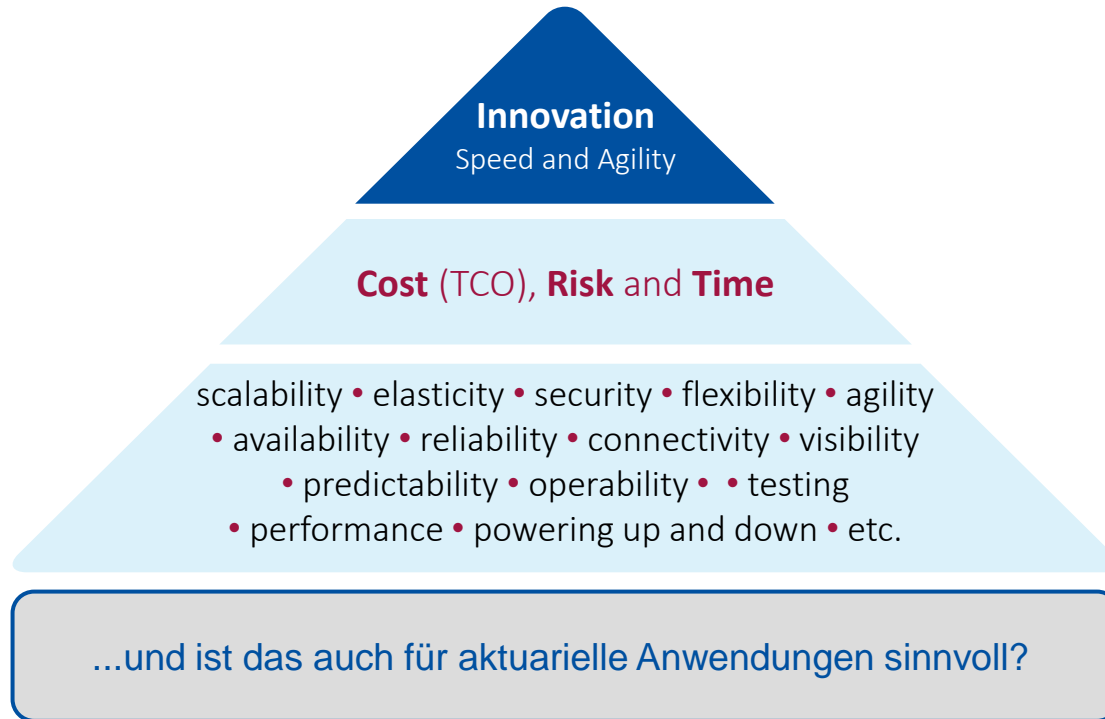 Innovation
Speed and Agility
Cost (TCO), Risk and Time
scalability • elasticity • security • flexibility • agility
• availability • reliability • connectivity • visibility
• predictability • operability • • testing
• performance • powering up and down • etc.
...und ist das auch für aktuarielle Anwendungen sinnvoll?